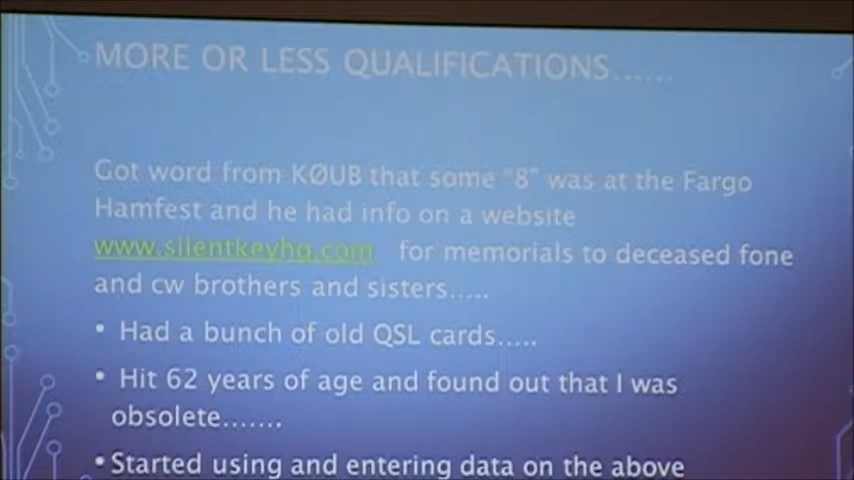 MORE OR LESS QUALIFICATIONS......
Got word from KØUB that some "8" was at the Fargo
Hamfest and he had info on a website
www.silentkeyhq.com for memorials to deceased fone
and cw brothers and sisters.....
• Had a bunch of old QSL cards.....
• Hit 62 years of age and found out that I was
obsolete.......
• Started using and entering data on the above